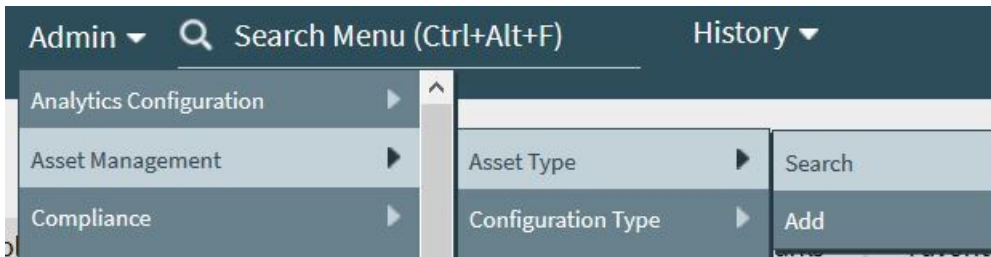 Admin Search Menu (Ctrl+Alt+F) History
Analytics Configuration
Asset Management Asset Type Search
Compliance Configuration Type Add